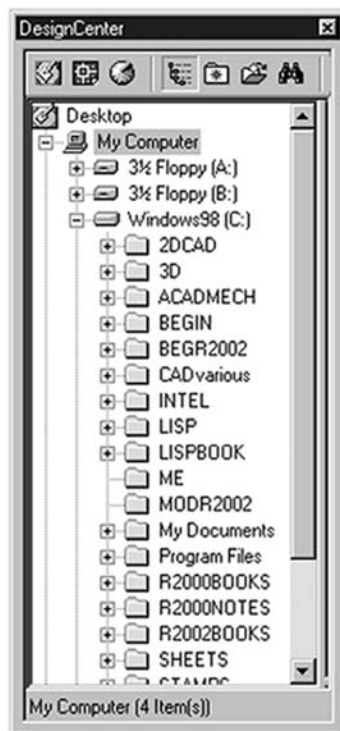 DesignCenter
Desktop
My Computer
3½ Floppy (A:)
3½ Floppy (B:)
Windows98 (C:)
2DCAD
3D
ACADMECH
BEGIN
BEGR2002
CADvarious
INTEL
LISP
LISPBOOK
ME
MODR2002
My Documents
Program Files
R2000BOOKS
R2000NOTES
R2002BOOKS
SHEETS
My Computer (4 Item(s))